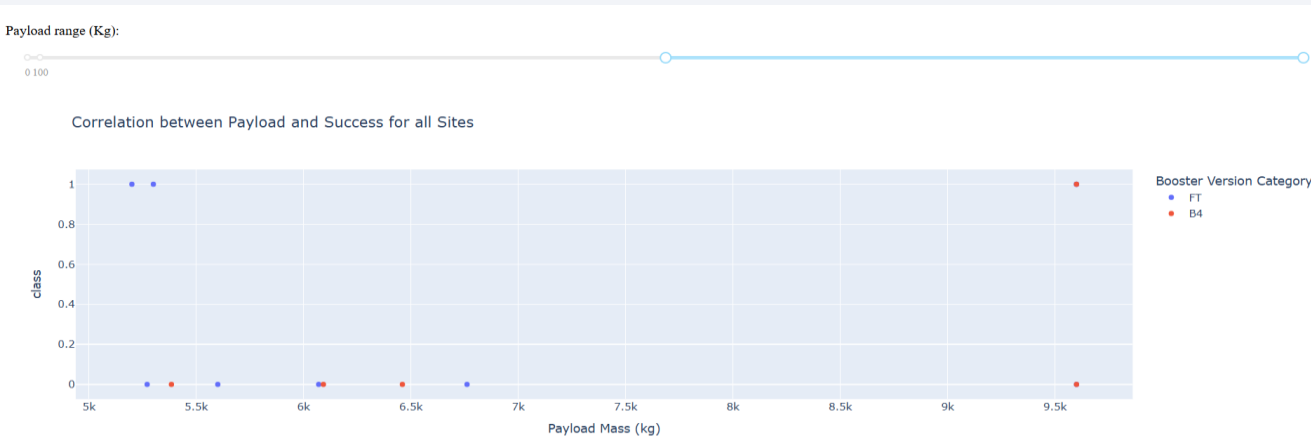 Payload range (Kg):
0 100
Correlation between Payload and Success for all Sites
Booster Version Category
FT
B4
class
1
0.8
0.6
0.4
0.2
0
5k 5.5k 6k 6.5k 7k 7.5k 8k 8.5k 9k 9.5k
Payload Mass (kg)